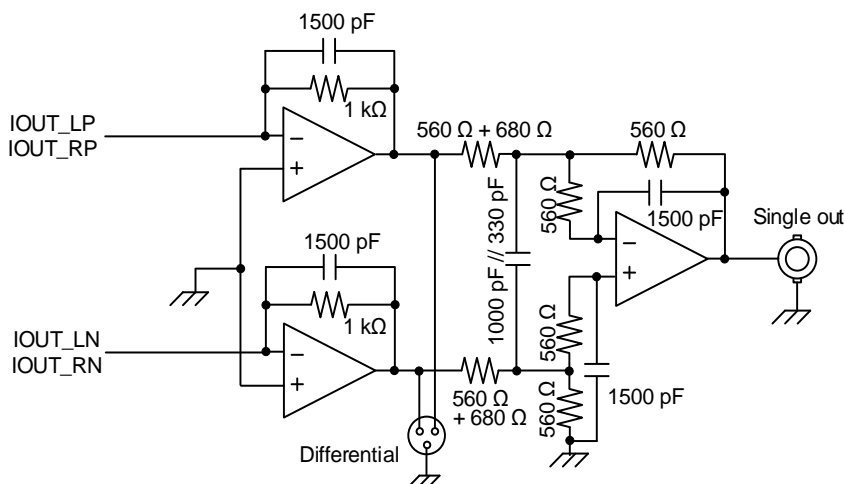 1500 pF
1 kΩ
IOUT_LP
IOUT_RP
−
+
560 Ω + 680 Ω
560 Ω
560 Ω
1500 pF
Single out
−
+
1000 pF // 330 pF
1500 pF
1 kΩ
IOUT_LN
IOUT_RN
−
+
560 Ω
+ 680 Ω
560 Ω
560 Ω
1500 pF
Differential